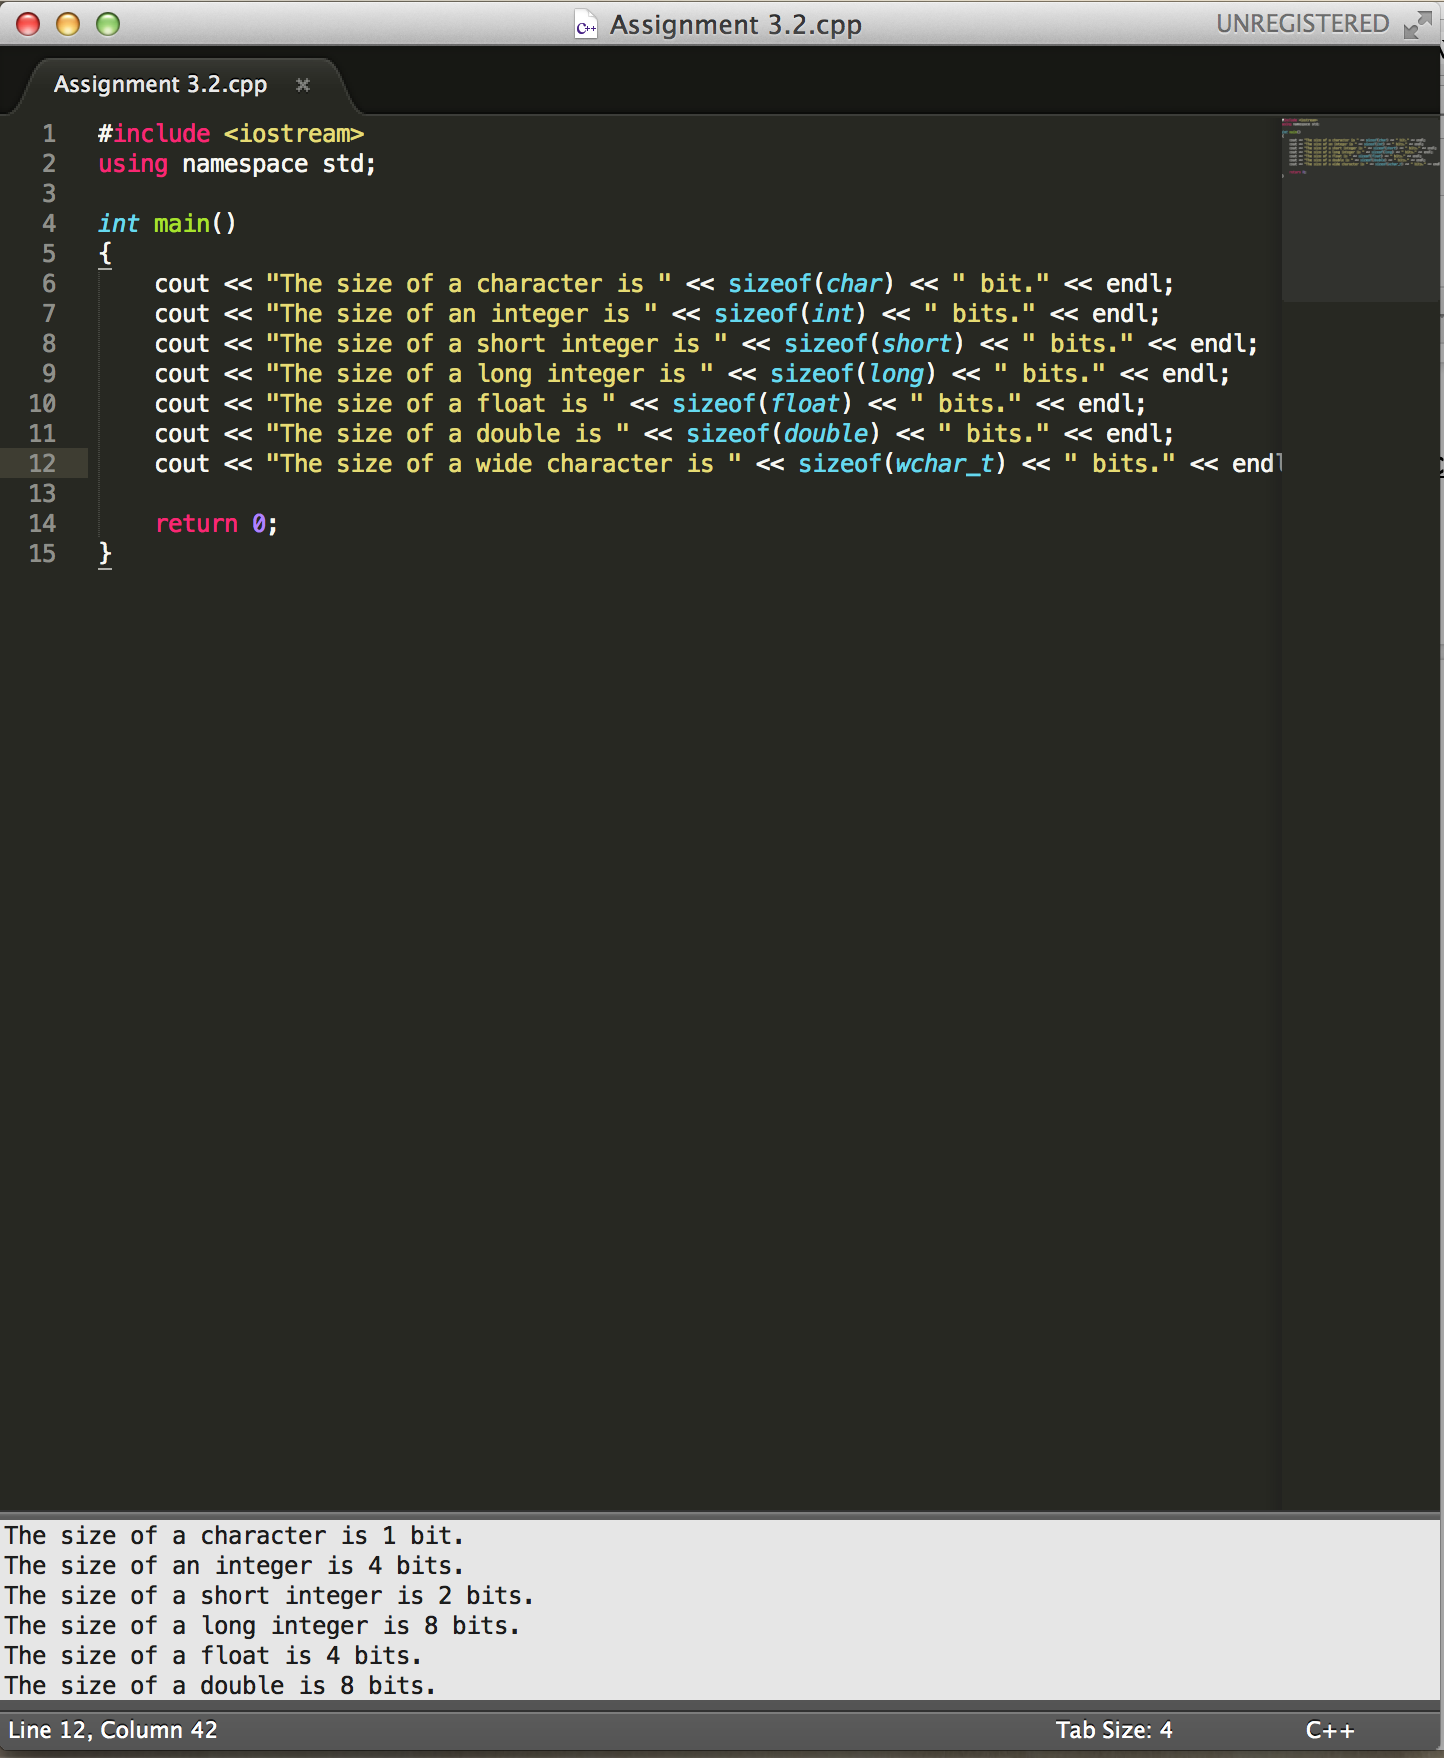 Assignment 3.2.cpp
UNREGISTERED
Assignment 3.2.cpp
1 #include <iostream>
2 using namespace std;
3
4 int main()
5 {
6     cout << "The size of a character is " << sizeof(char) << " bit." << endl;
7     cout << "The size of an integer is " << sizeof(int) << " bits." << endl;
8     cout << "The size of a short integer is " << sizeof(short) << " bits." << endl;
9     cout << "The size of a long integer is " << sizeof(long) << " bits." << endl;
10     cout << "The size of a float is " << sizeof(float) << " bits." << endl;
11     cout << "The size of a double is " << sizeof(double) << " bits." << endl;
12     cout << "The size of a wide character is " << sizeof(wchar_t) << " bits." << endl
13
14     return 0;
15 }
The size of a character is 1 bit.
The size of an integer is 4 bits.
The size of a short integer is 2 bits.
The size of a long integer is 8 bits.
The size of a float is 4 bits.
The size of a double is 8 bits.
Line 12, Column 42
Tab Size: 4
C++